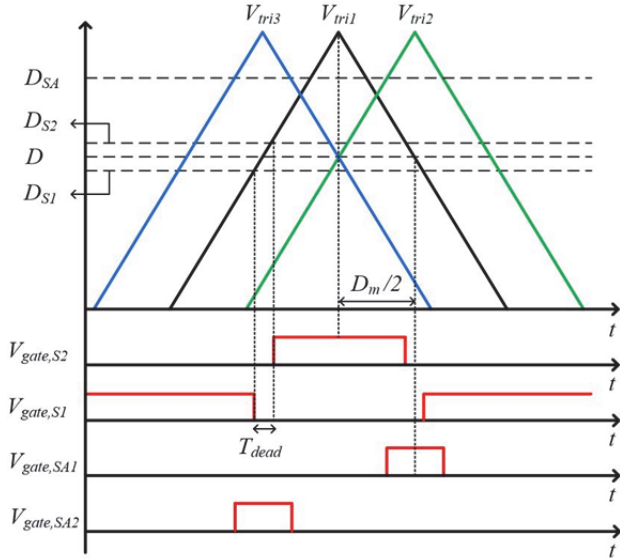 V_tri3 V_tri1 V_tri2
D_SA
D_S2
D
D_S1
D_m/2
t
V_gate,S2
t
V_gate,S1
t
T_dead
V_gate,SA1
t
V_gate,SA2
t